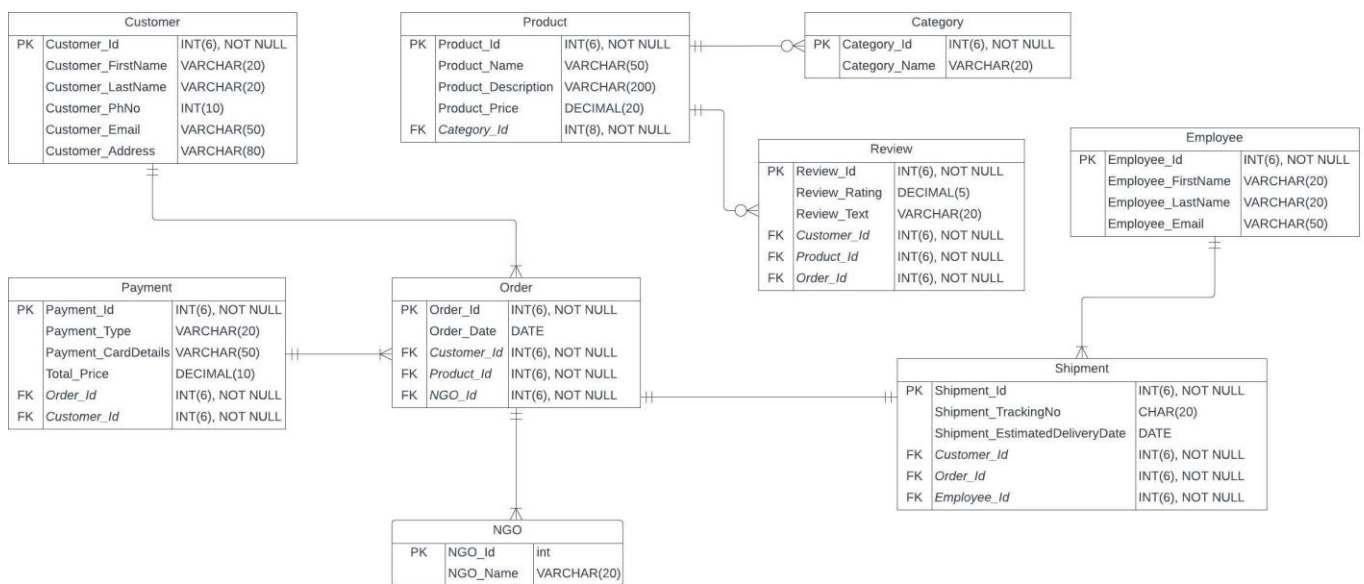 Customer
PK Customer_Id INT(6), NOT NULL
Customer_FirstName VARCHAR(20)
Customer_LastName VARCHAR(20)
Customer_PhNo INT(10)
Customer_Email VARCHAR(50)
Customer_Address VARCHAR(80)
Product
PK Product_Id INT(6), NOT NULL
Product_Name VARCHAR(50)
Product_Description VARCHAR(200)
Product_Price DECIMAL(20)
FK Category_Id INT(8), NOT NULL
Category
PK Category_Id INT(6), NOT NULL
Category_Name VARCHAR(20)
Review
PK Review_Id INT(6), NOT NULL
Review_Rating DECIMAL(5)
Review_Text VARCHAR(20)
FK Customer_Id INT(6), NOT NULL
FK Product_Id INT(6), NOT NULL
FK Order_Id INT(6), NOT NULL
Employee
PK Employee_Id INT(6), NOT NULL
Employee_FirstName VARCHAR(20)
Employee_LastName VARCHAR(20)
Employee_Email VARCHAR(50)
Payment
PK Payment_Id INT(6), NOT NULL
Payment_Type VARCHAR(20)
Payment_CardDetails VARCHAR(50)
Total_Price DECIMAL(10)
FK Order_Id INT(6), NOT NULL
FK Customer_Id INT(6), NOT NULL
Order
PK Order_Id INT(6), NOT NULL
Order_Date DATE
FK Customer_Id INT(6), NOT NULL
FK Product_Id INT(6), NOT NULL
FK NGO_Id INT(6), NOT NULL
Shipment
PK Shipment_Id INT(6), NOT NULL
Shipment_TrackingNo CHAR(20)
Shipment_EstimatedDeliveryDate DATE
FK Customer_Id INT(6), NOT NULL
FK Order_Id INT(6), NOT NULL
FK Employee_Id INT(6), NOT NULL
NGO
PK NGO_Id int
NGO_Name VARCHAR(20)